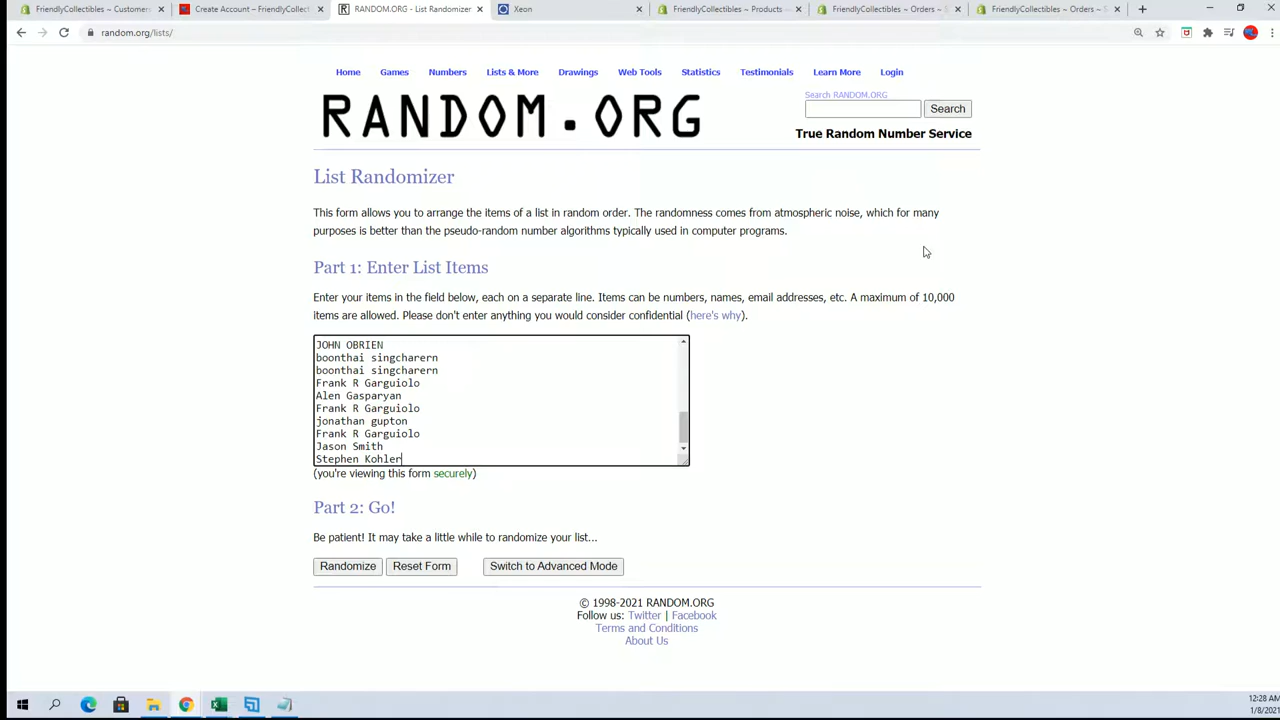 FriendlyCollectibles ~ Customers
Create Account – FriendlyCollect
RANDOM.ORG - List Randomizer
Xeon
FriendlyCollectibles ~ Products ~
FriendlyCollectibles ~ Orders ~ S
FriendlyCollectibles ~ Orders ~ S
random.org/lists/
Home Games Numbers Lists & More Drawings Web Tools Statistics Testimonials Learn More Login
RANDOM.ORG
Search RANDOM.ORG
Search
True Random Number Service
List Randomizer
This form allows you to arrange the items of a list in random order. The randomness comes from atmospheric noise, which for many
purposes is better than the pseudo-random number algorithms typically used in computer programs.
Part 1: Enter List Items
Enter your items in the field below, each on a separate line. Items can be numbers, names, email addresses, etc. A maximum of 10,000
items are allowed. Please don't enter anything you would consider confidential (here's why).
JOHN OBRIEN
boonthai singcharern
boonthai singcharern
Frank R Garguiolo
Alen Gasparyan
Frank R Garguiolo
jonathan gupton
Frank R Garguiolo
Jason Smith
Stephen Kohler
(you're viewing this form securely)
Part 2: Go!
Be patient! It may take a little while to randomize your list...
Randomize Reset Form Switch to Advanced Mode
© 1998-2021 RANDOM.ORG
Follow us: Twitter | Facebook
Terms and Conditions
About Us
12:28 AM
1/8/2021